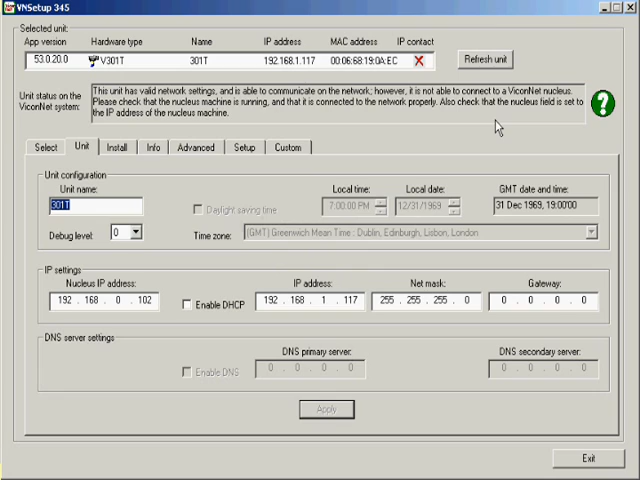 VNSetup 345
Selected unit:
App version Hardware type Name IP address MAC address IP contact
53.0.20.0 V301T 301T 192.168.1.117 00:06:68:19:0A:EC
Refresh unit
Unit status on the
ViconNet system:
This unit has valid network settings, and is able to communicate on the network; however, it is not able to connect to a ViconNet nucleus.
Please check that the nucleus machine is running, and that it is connected to the network properly. Also check that the nucleus field is set to
the IP address of the nucleus machine.
Select Unit Install Info Advanced Setup Custom
Unit configuration
Unit name: Local time: Local date: GMT date and time:
301T Daylight saving time 7:00:00 PM 12/31/1969 31 Dec 1969, 19:00'00
Debug level: 0 Time zone: (GMT) Greenwich Mean Time : Dublin, Edinburgh, Lisbon, London
IP settings
Nucleus IP address: IP address: Net mask: Gateway:
192 . 168 . 0 . 102 Enable DHCP 192 . 168 . 1 . 117 255 . 255 . 255 . 0 0 . 0 . 0 . 0
DNS server settings
DNS primary server: DNS secondary server:
Enable DNS 0 . 0 . 0 . 0 0 . 0 . 0 . 0
Apply
Exit